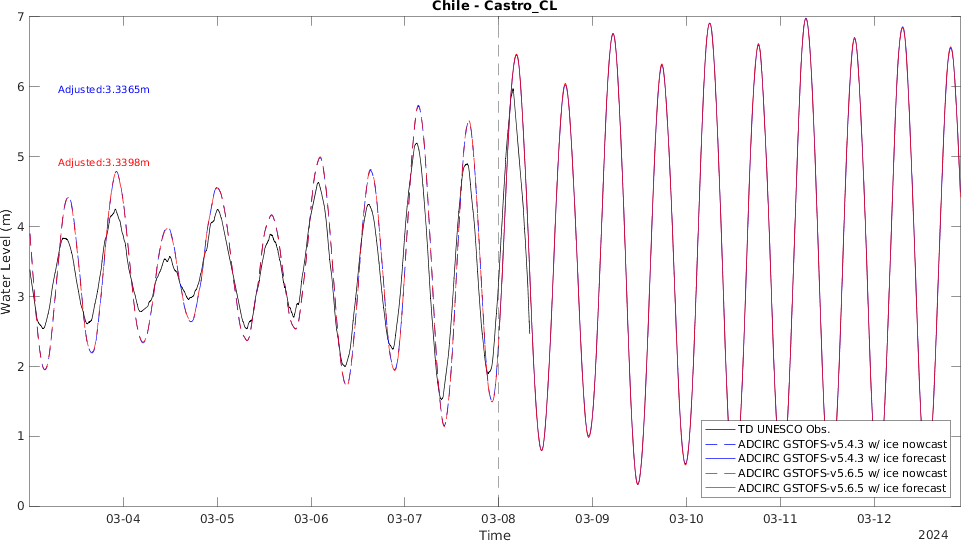 Chile - Castro_CL
7
6
5
4
3
2
1
0
Water Level (m)
Adjusted:3.3365m
Adjusted:3.3398m
TD UNESCO Obs.
ADCIRC GSTOFS-v5.4.3 w/ ice nowcast
ADCIRC GSTOFS-v5.4.3 w/ ice forecast
ADCIRC GSTOFS-v5.6.5 w/ ice nowcast
ADCIRC GSTOFS-v5.6.5 w/ ice forecast
03-04 03-05 03-06 03-07 03-08 03-09 03-10 03-11 03-12
Time
2024